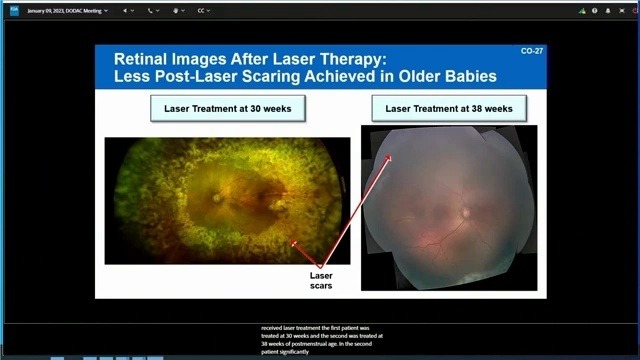 FDA January 09, 2023, DODAC Meeting
CC
CO-27
Retinal Images After Laser Therapy:
Less Post-Laser Scaring Achieved in Older Babies
Laser Treatment at 30 weeks
Laser Treatment at 38 weeks
Laser
scars
received laser treatment the first patient was
treated at 30 weeks and the second was treated at
38 weeks of postmenstrual age. In the second
patient significantly